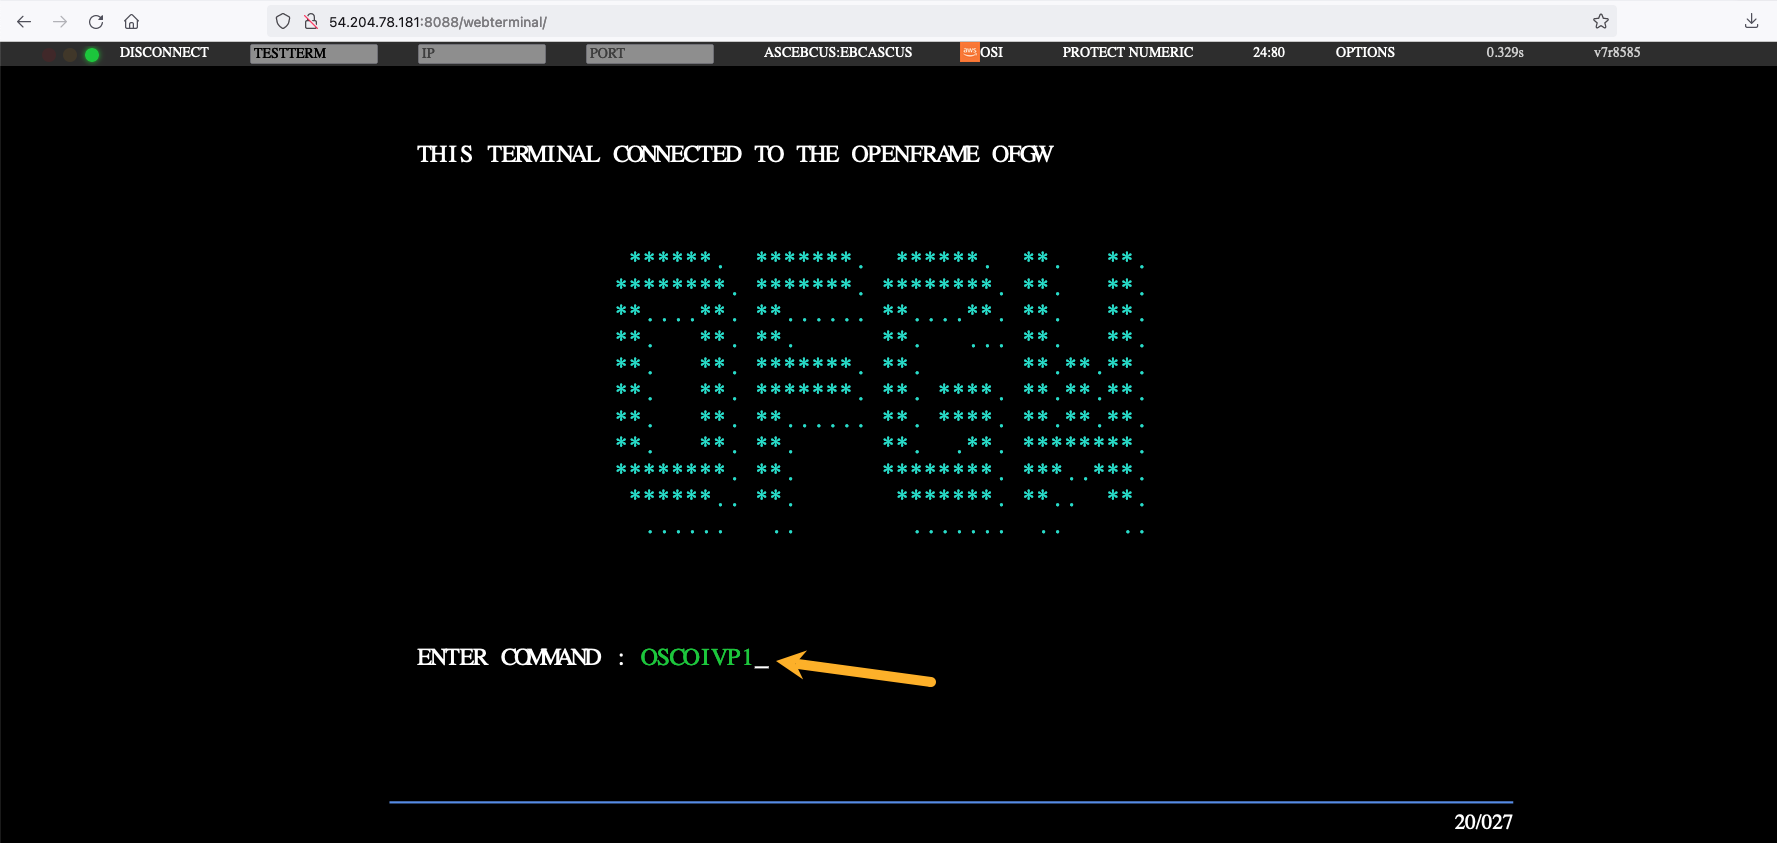 54.204.78.181:8088/webterminal/
DISCONNECT TESTTERM IP PORT ASCEBCUS:EBCASCUS aws OSI PROTECT NUMERIC 24:80 OPTIONS 0.329s v7r8585
THIS TERMINAL CONNECTED TO THE OPENFRAME OFGW
OFGW
ENTER COMMAND : OSCOIVP1_
20/027